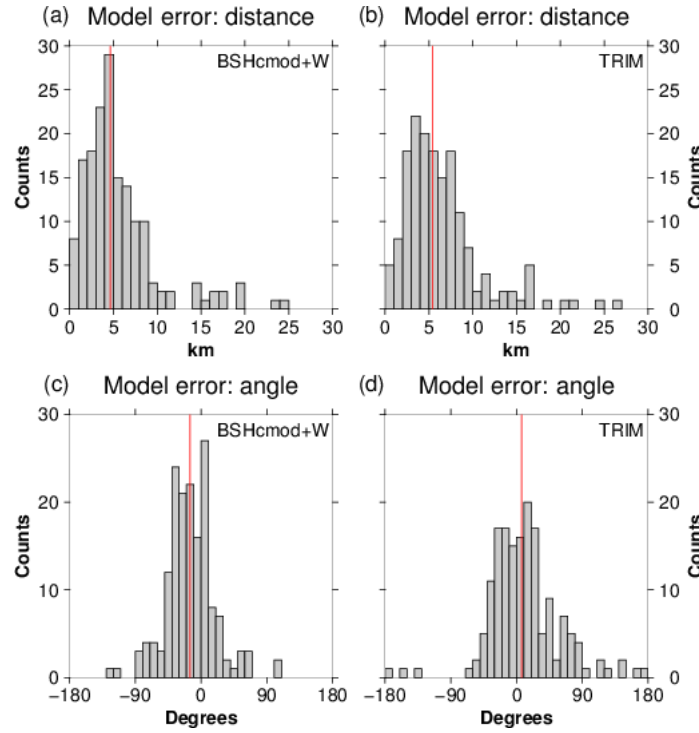 (a) Model error: distance
BSHcmod+W
30
25
20
15
10
5
0
Counts
0 5 10 15 20 25 30
km
(b) Model error: distance
TRIM
30
25
20
15
10
5
0
Counts
0 5 10 15 20 25 30
km
(c) Model error: angle
BSHcmod+W
30
20
10
0
Counts
−180 −90 0 90 180
Degrees
(d) Model error: angle
TRIM
30
20
10
0
Counts
−180 −90 0 90 180
Degrees